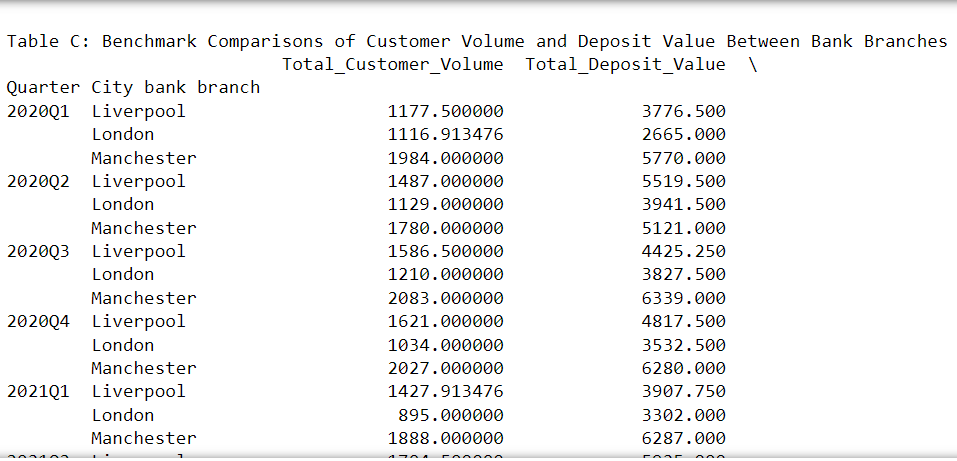 Table C: Benchmark Comparisons of Customer Volume and Deposit Value Between Bank Branches
Total_Customer_Volume Total_Deposit_Value \
Quarter City bank branch
2020Q1 Liverpool 1177.500000 3776.500
London 1116.913476 2665.000
Manchester 1984.000000 5770.000
2020Q2 Liverpool 1487.000000 5519.500
London 1129.000000 3941.500
Manchester 1780.000000 5121.000
2020Q3 Liverpool 1586.500000 4425.250
London 1210.000000 3827.500
Manchester 2083.000000 6339.000
2020Q4 Liverpool 1621.000000 4817.500
London 1034.000000 3532.500
Manchester 2027.000000 6280.000
2021Q1 Liverpool 1427.913476 3907.750
London 895.000000 3302.000
Manchester 1888.000000 6287.000